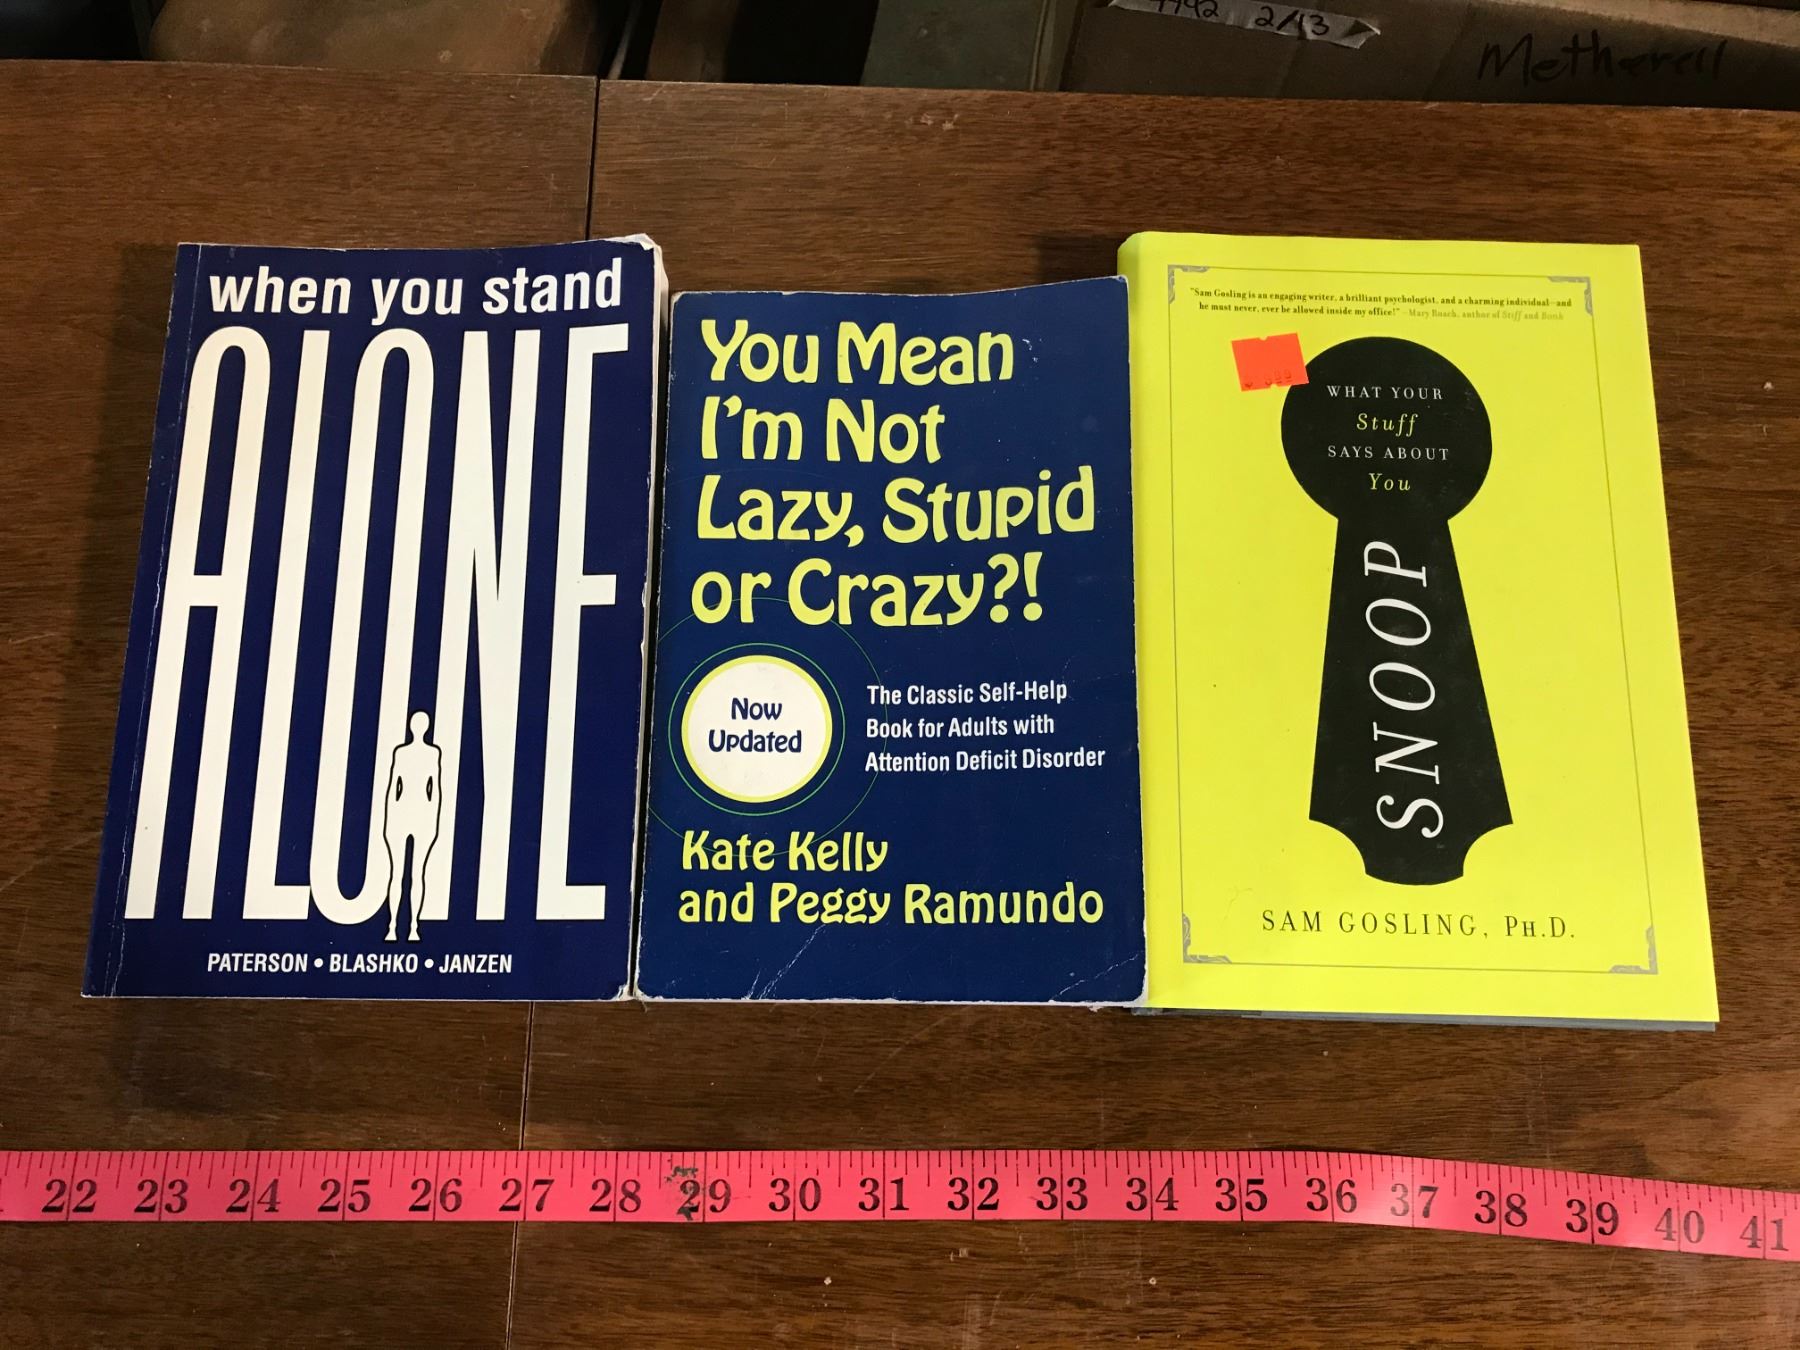 2/13
Metherell
when you stand
ALONE
PATERSON • BLASHKO • JANZEN
You Mean
I'm Not
Lazy, Stupid
or Crazy?!
Now
Updated
The Classic Self-Help
Book for Adults with
Attention Deficit Disorder
Kate Kelly
and Peggy Ramundo
"Sam Gosling is an engaging writer, a brilliant psychologist, and a charming individual—and
he must never, ever be allowed inside my office!" —Mary Roach, author of Stiff and Bonk
WHAT YOUR
Stuff
SAYS ABOUT
You
SNOOP
SAM GOSLING, PH.D.
22 23 24 25 26 27 28 29 30 31 32 33 34 35 36 37 38 39 40 41